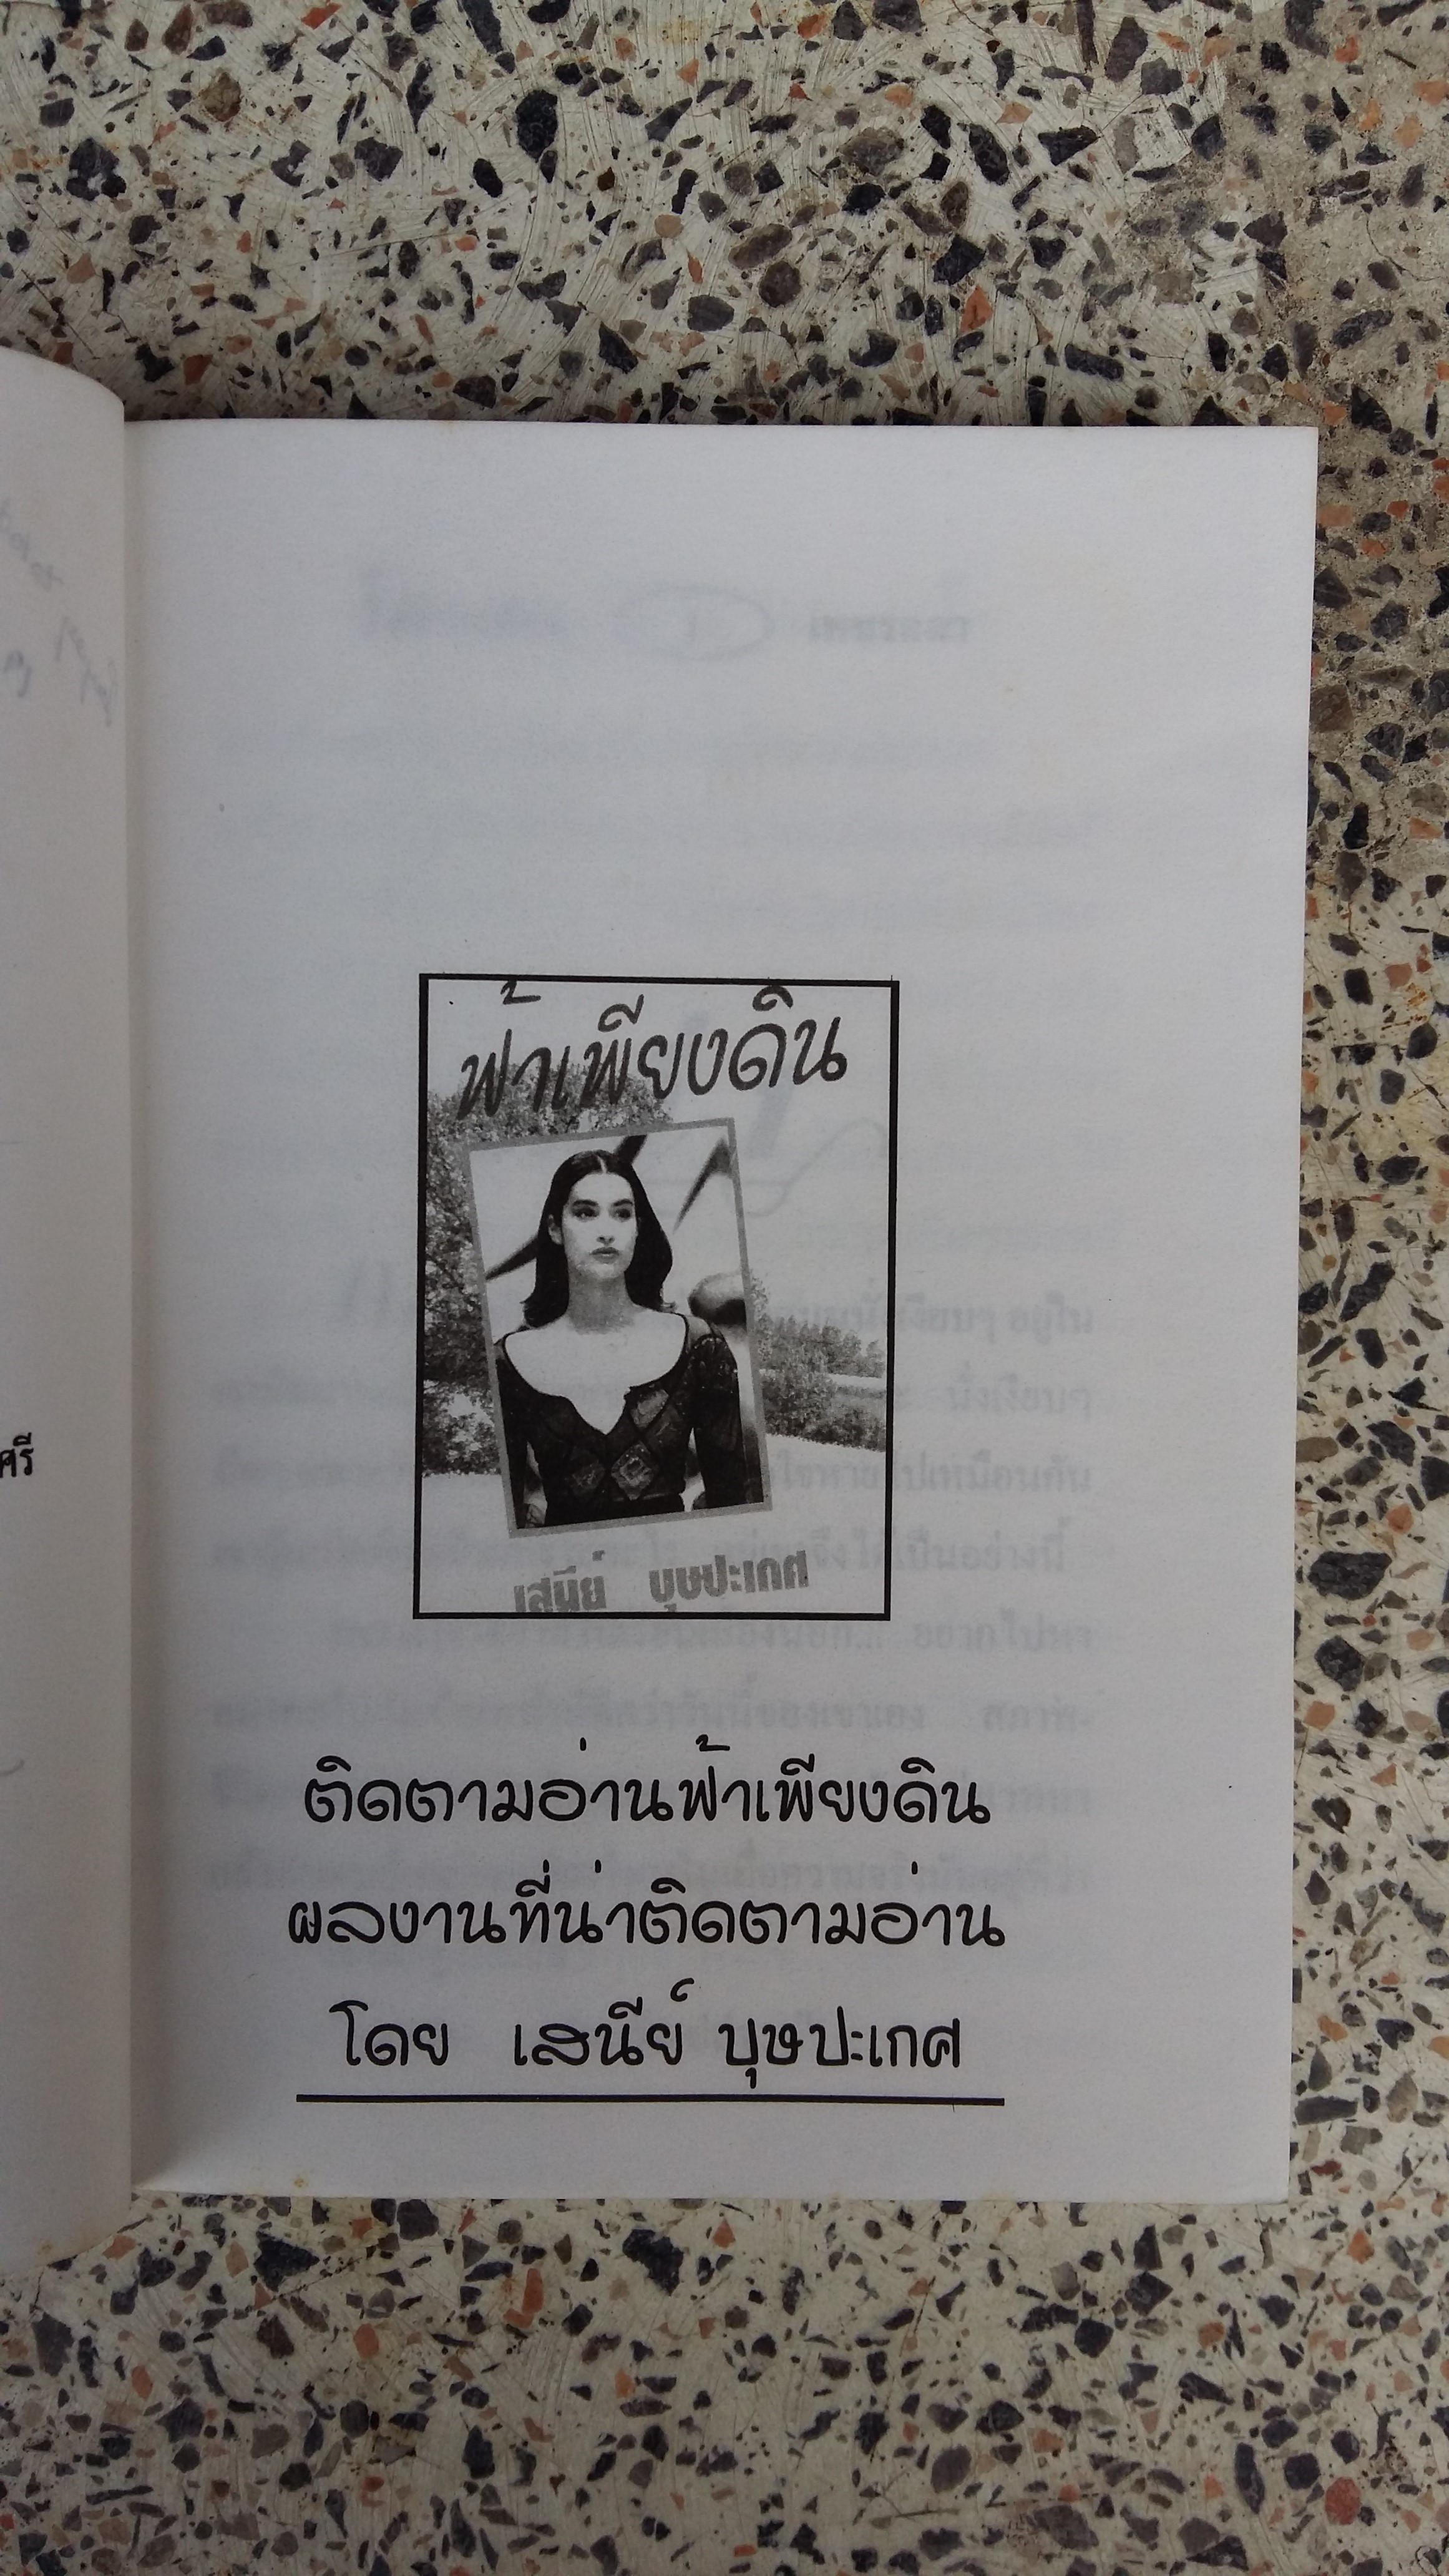 ศรี
ฟ้าเพียงดิน
เสนีย์ บุษปะเกศ
ติดตามอ่านฟ้าเพียงดิน
ผลงานที่น่าติดตามอ่าน
โดย เสนีย์ บุษปะเกศ